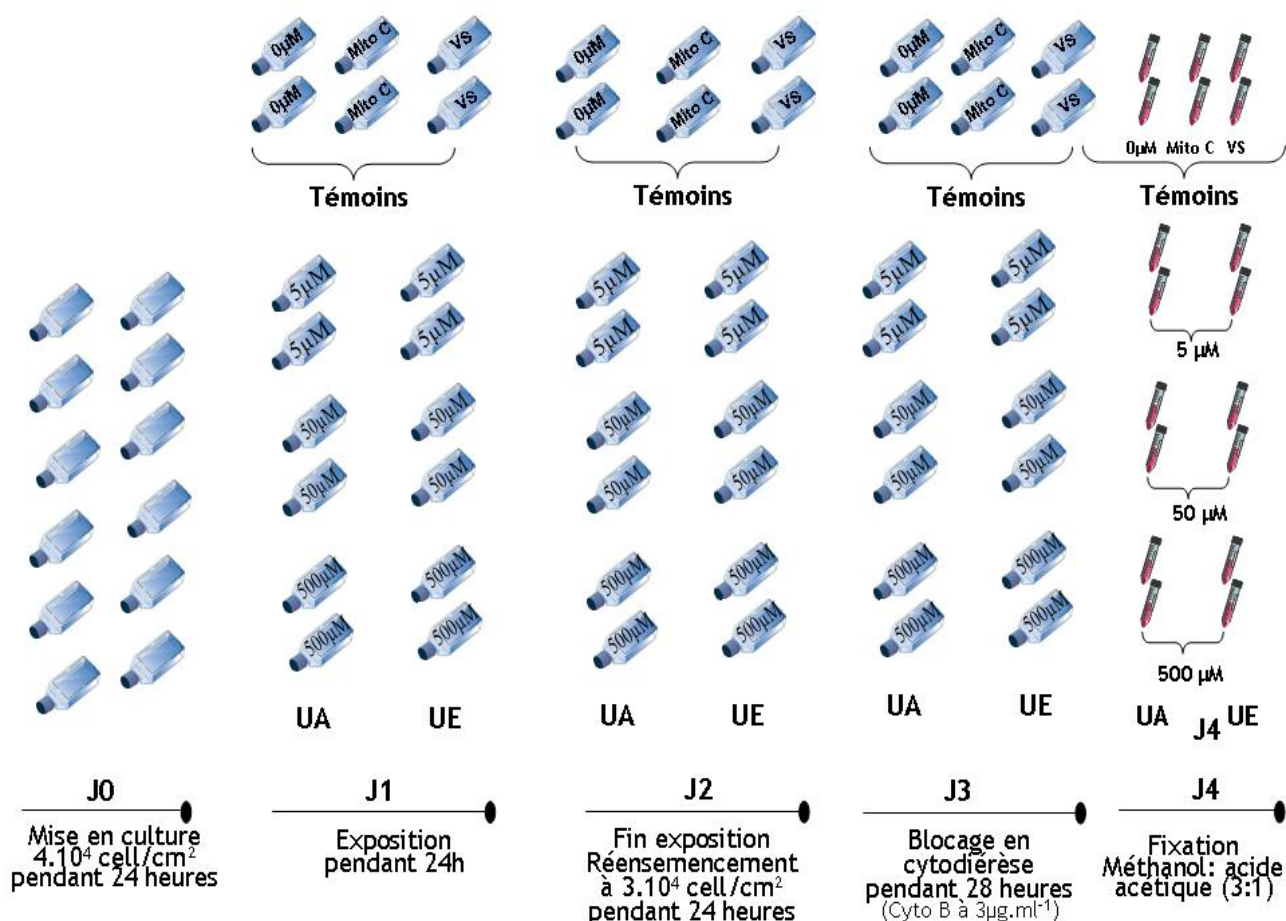 0µM Mito C VS
0µM Mito C VS
Témoins
0µM Mito C VS
0µM Mito C VS
Témoins
0µM Mito C VS
0µM Mito C VS
Témoins
0µM Mito C VS
Témoins
5µM 5µM
5µM 5µM
50µM 50µM
50µM 50µM
500µM 500µM
500µM 500µM
UA UE
5µM 5µM
5µM 5µM
50µM 50µM
50µM 50µM
500µM 500µM
500µM 500µM
UA UE
5µM 5µM
5µM 5µM
50µM 50µM
50µM 50µM
500µM 500µM
500µM 500µM
UA UE
5 µM
50 µM
500 µM
UA J4 UE
J0
Mise en culture
4.10⁴ cell/cm²
pendant 24 heures
J1
Exposition
pendant 24h
J2
Fin exposition
Réensemencement
à 3.10⁴ cell/cm²
pendant 24 heures
J3
Blocage en
cytodiérèse
pendant 28 heures
(Cyto B à 3µg.ml⁻¹)
J4
Fixation
Méthanol: acide
acétique (3:1)